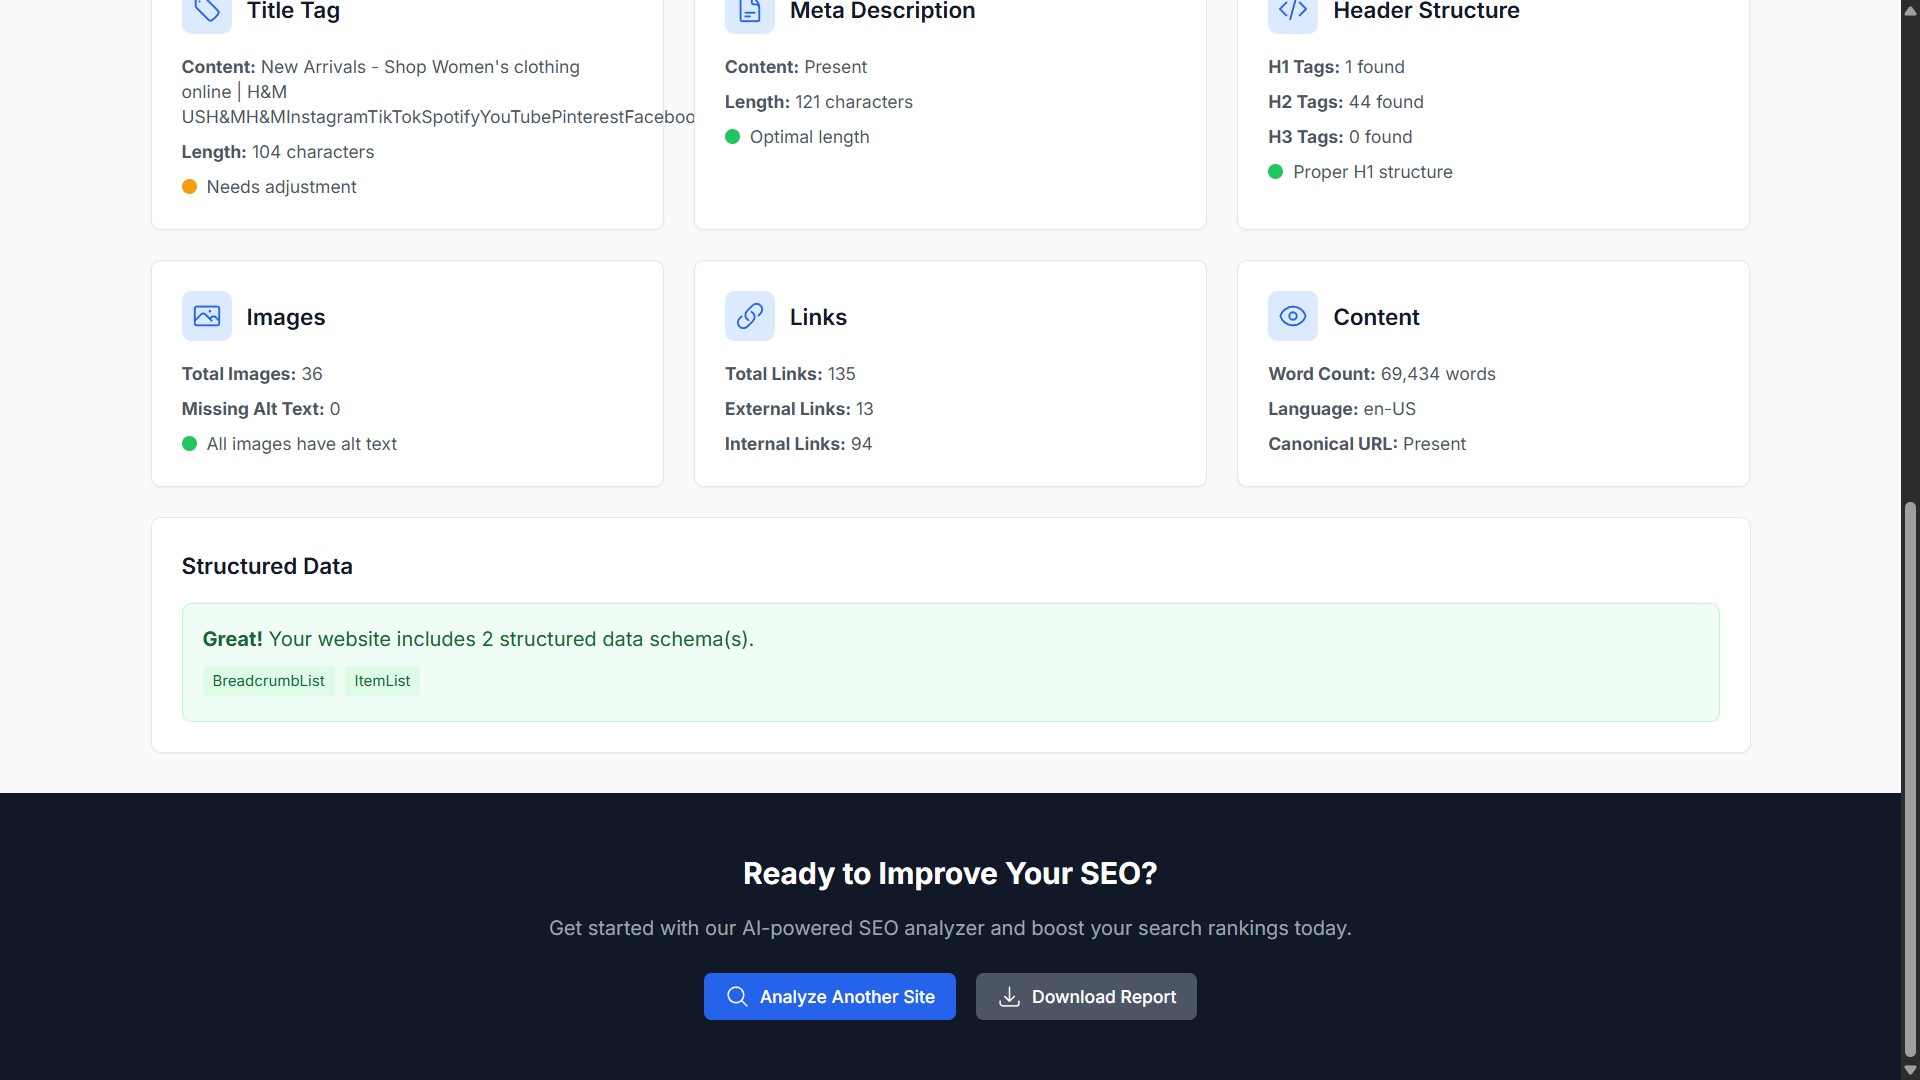 Title Tag
Content: New Arrivals - Shop Women's clothing
online | H&M
USH&MH&MInstagramTikTokSpotifyYouTubePinterestFaceboo
Length: 104 characters
Needs adjustment
Meta Description
Content: Present
Length: 121 characters
Optimal length
Header Structure
H1 Tags: 1 found
H2 Tags: 44 found
H3 Tags: 0 found
Proper H1 structure
Images
Total Images: 36
Missing Alt Text: 0
All images have alt text
Links
Total Links: 135
External Links: 13
Internal Links: 94
Content
Word Count: 69,434 words
Language: en-US
Canonical URL: Present
Structured Data
Great! Your website includes 2 structured data schema(s).
BreadcrumbList ItemList
Ready to Improve Your SEO?
Get started with our AI-powered SEO analyzer and boost your search rankings today.
Analyze Another Site Download Report